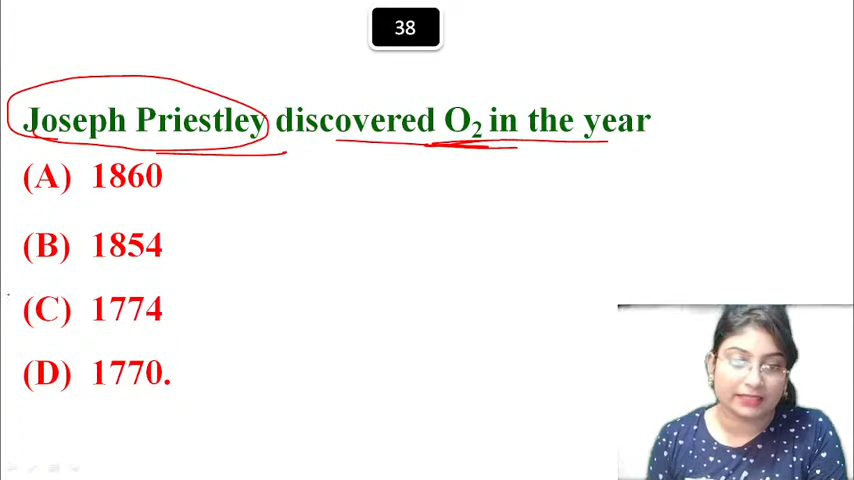 38
Joseph Priestley discovered O₂ in the year
(A) 1860
(B) 1854
(C) 1774
(D) 1770.